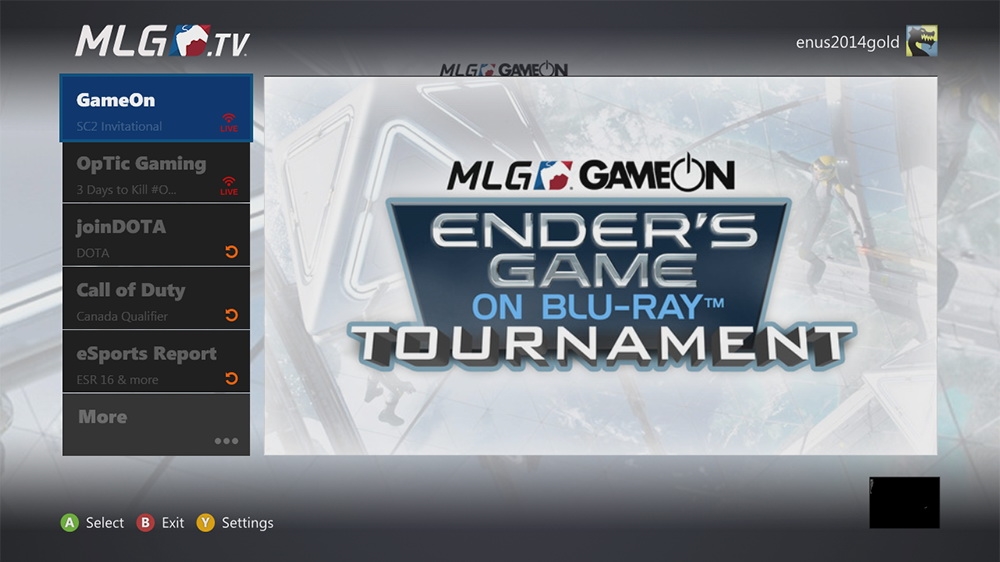 MLG.TV
enus2014gold
MLG GAMEON
GameOn
SC2 Invitational
LIVE
OpTic Gaming
3 Days to Kill #O...
LIVE
joinDOTA
DOTA
Call of Duty
Canada Qualifier
eSports Report
ESR 16 & more
More
MLG GAMEON
ENDER'S
GAME
ON BLU-RAY™
TOURNAMENT
A Select B Exit Y Settings